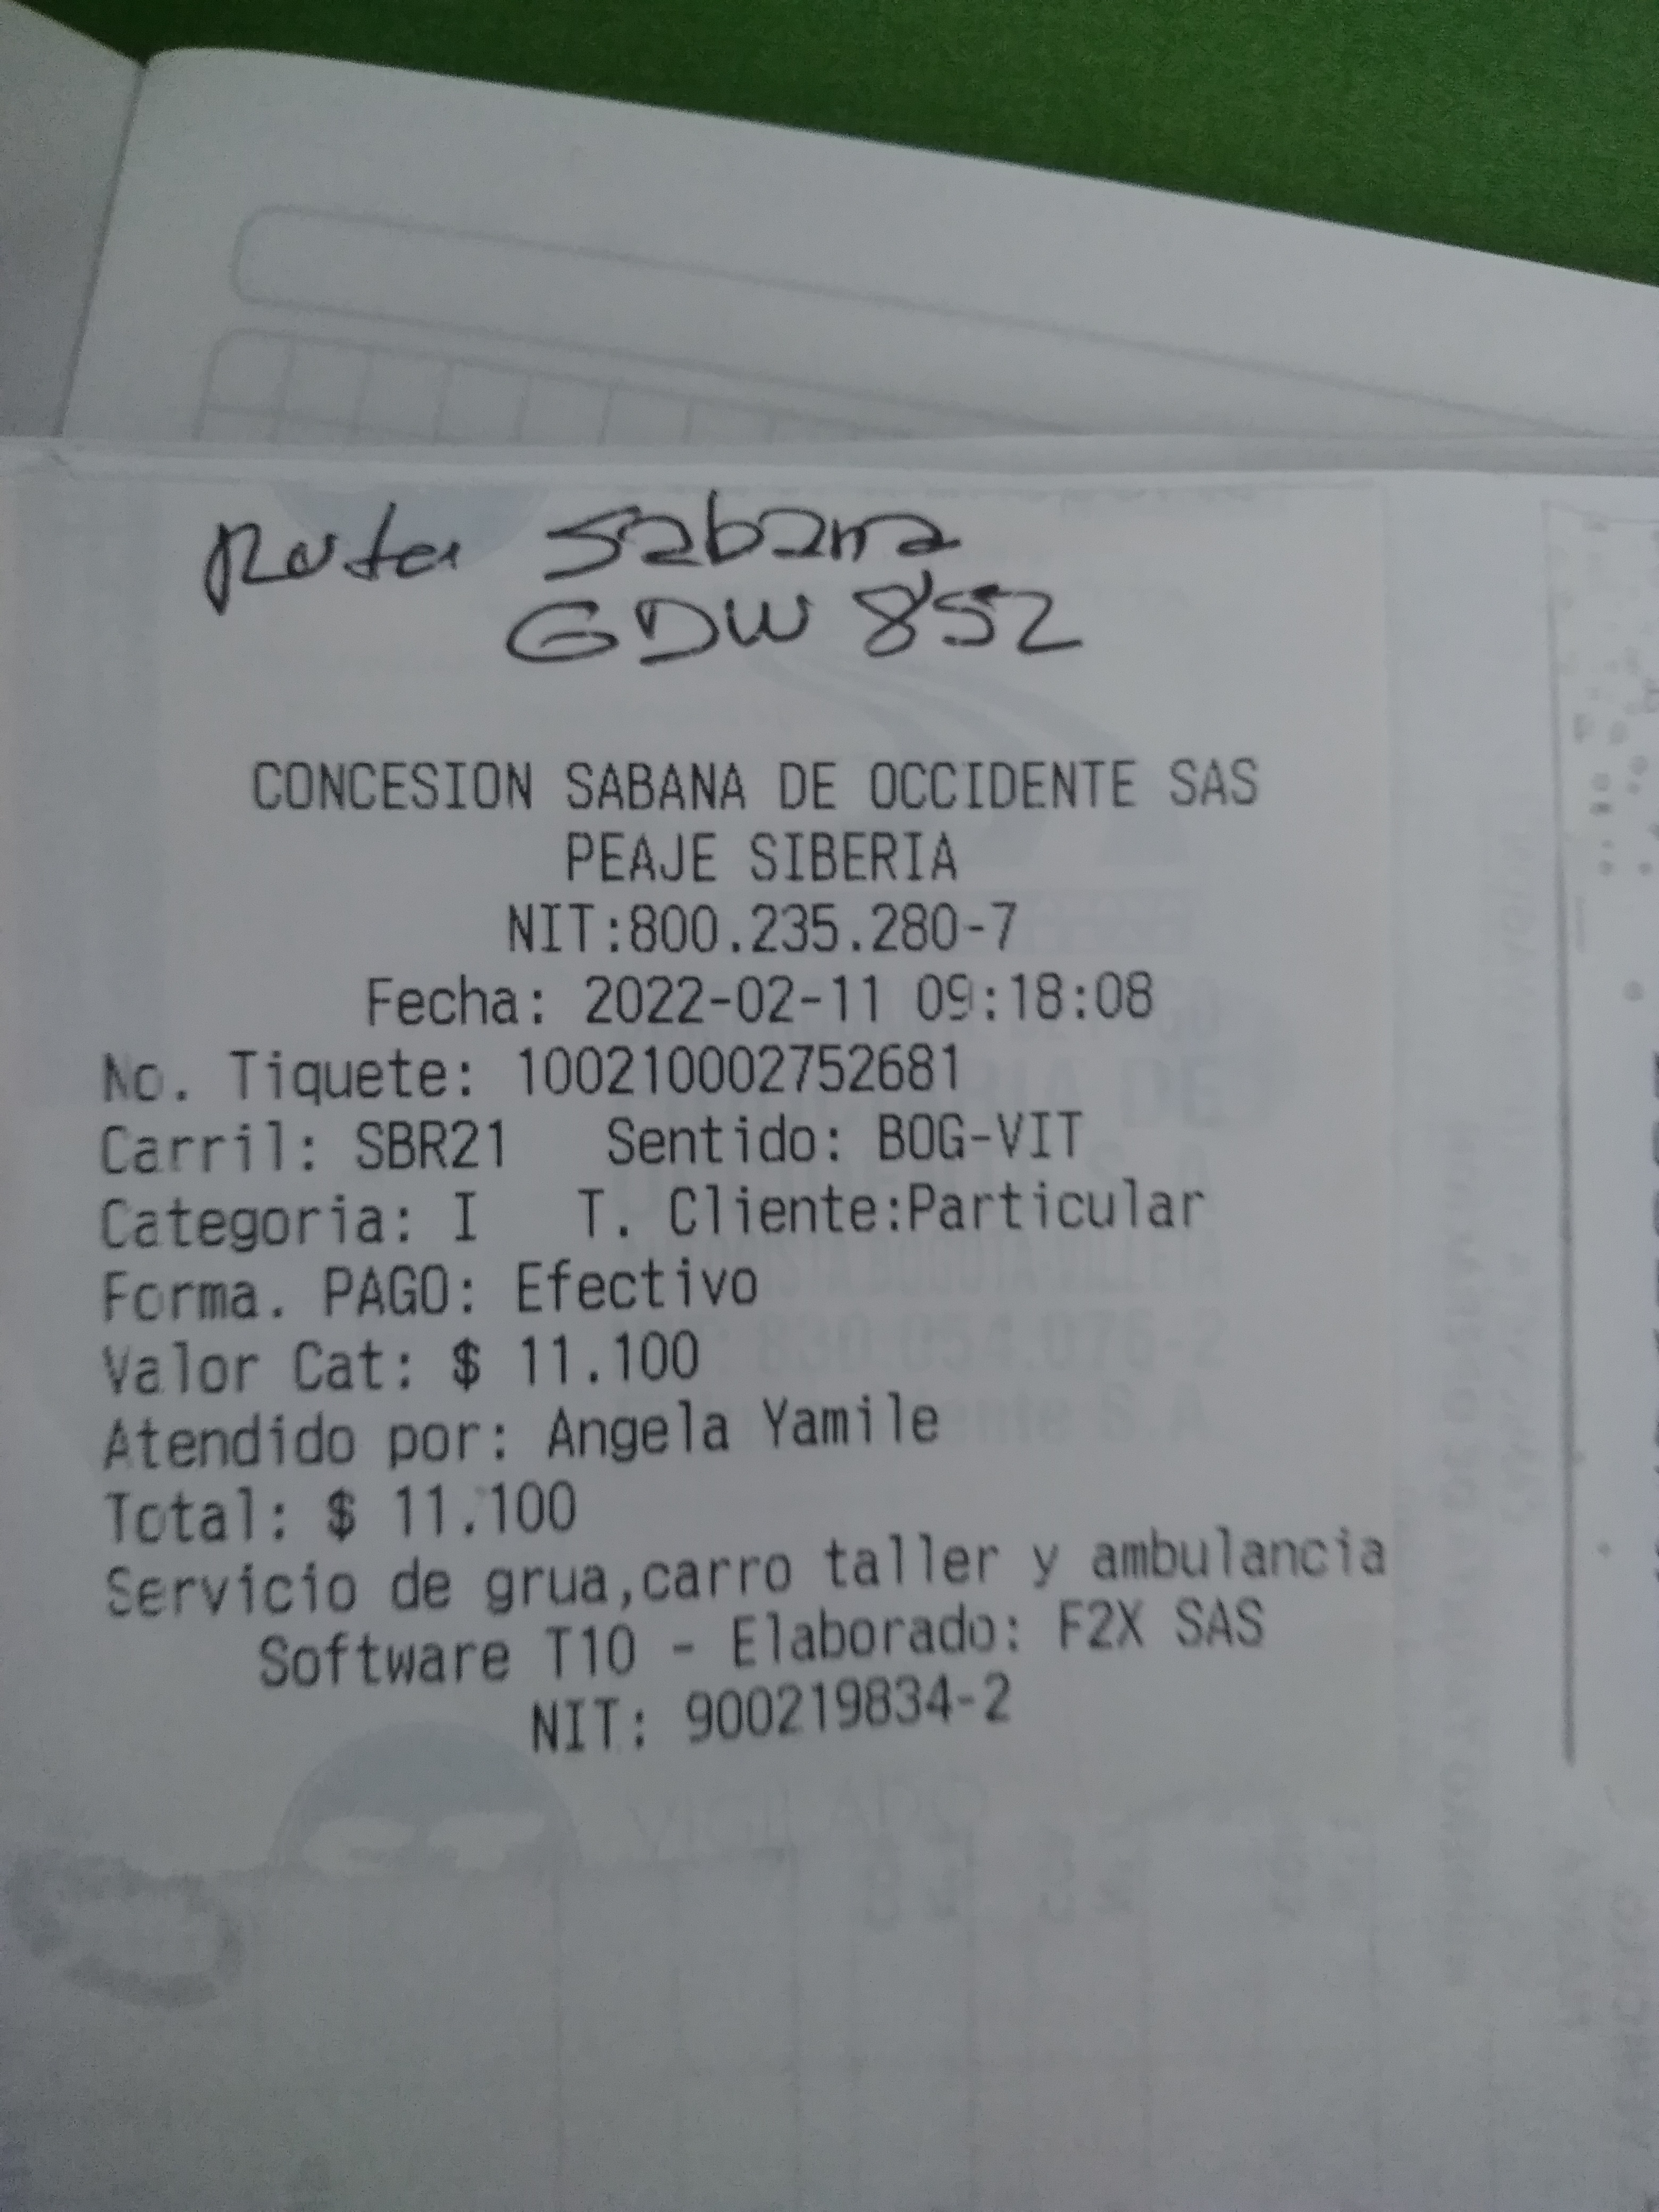 Ruta Sabana
GDW 852
CONCESION SABANA DE OCCIDENTE SAS
PEAJE SIBERIA
NIT:800.235.280-7
Fecha: 2022-02-11 09:18:08
No. Tiquete: 100210002752681
Carril: SBR21 Sentido: BOG-VIT
Categoria: I T. Cliente:Particular
Forma. PAGO: Efectivo
Valor Cat: $ 11.100
Atendido por: Angela Yamile
Total: $ 11.100
Servicio de grua,carro taller y ambulancia
Software T10 - Elaborado: F2X SAS
NIT: 900219834-2
VIGILADO